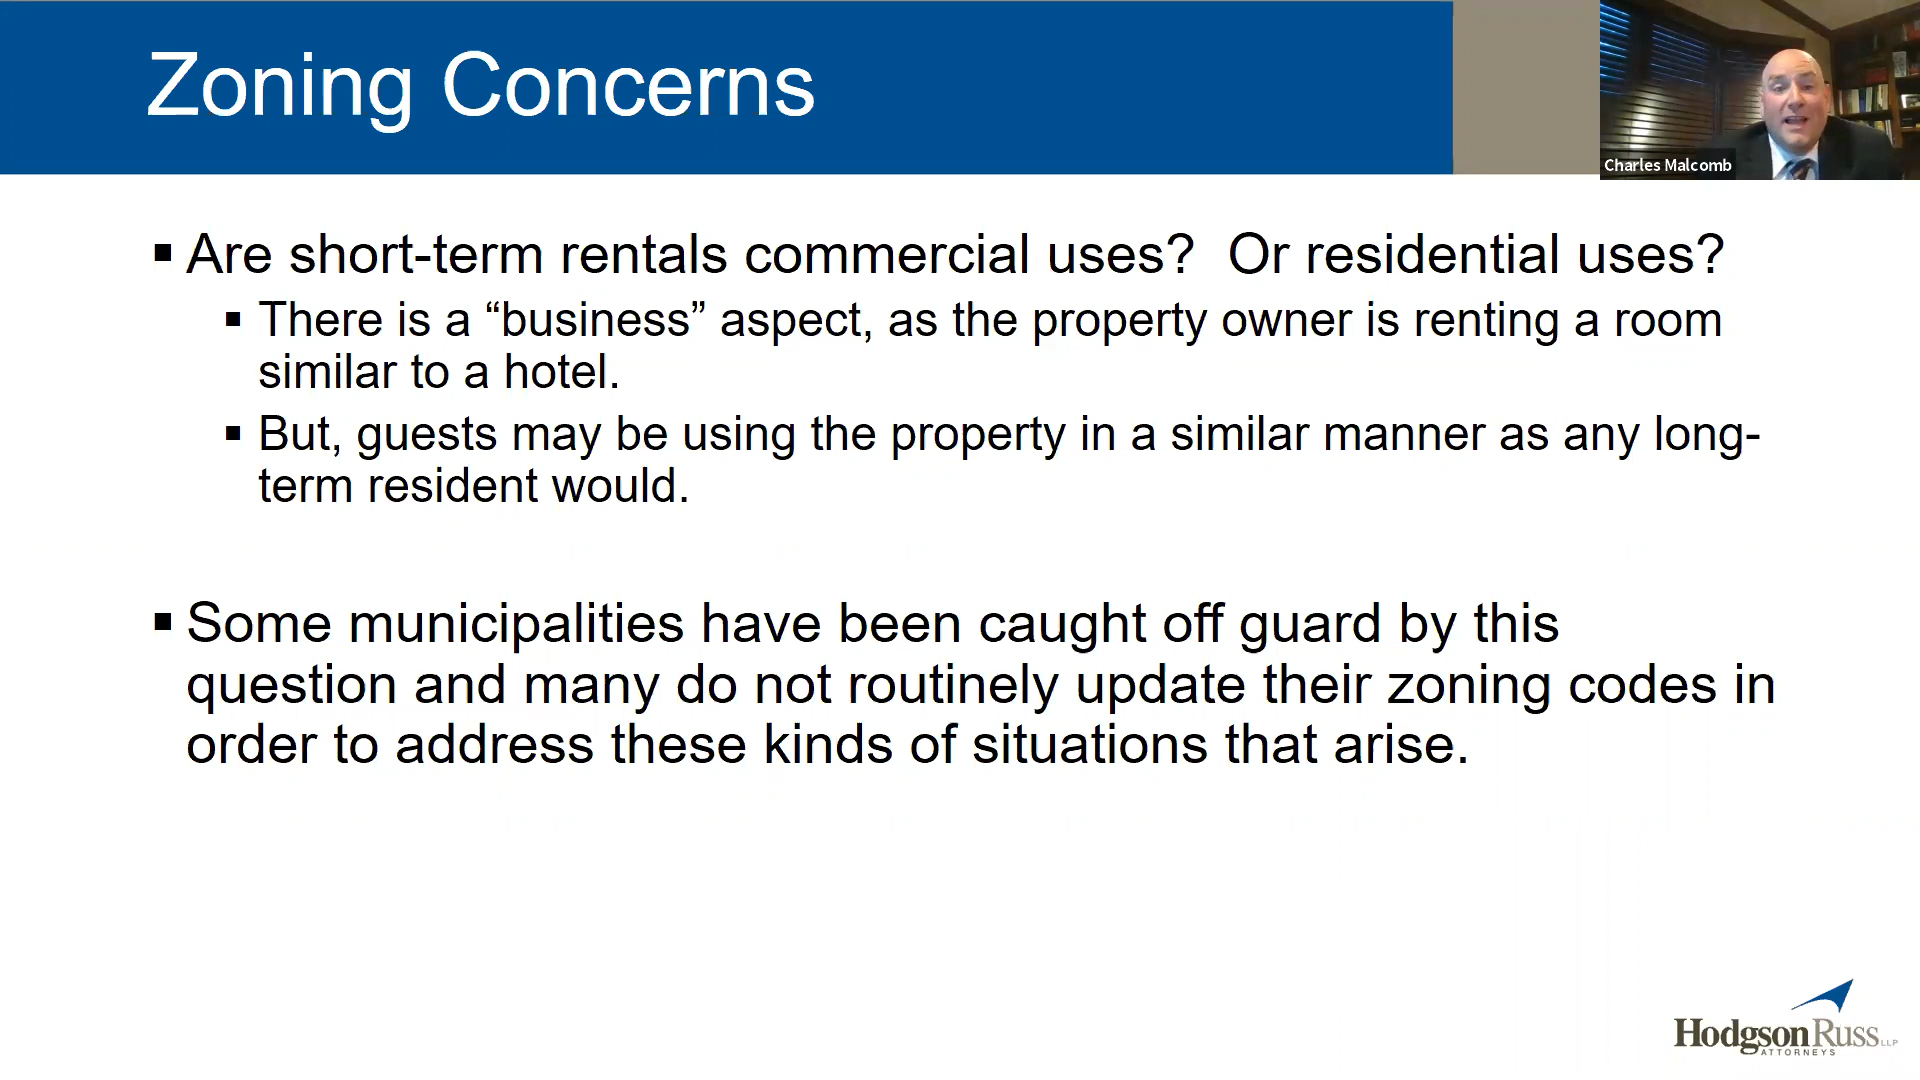 Zoning Concerns
Charles Malcomb
▪ Are short-term rentals commercial uses?  Or residential uses?
▪ There is a “business” aspect, as the property owner is renting a room
similar to a hotel.
▪ But, guests may be using the property in a similar manner as any long-
term resident would.
▪ Some municipalities have been caught off guard by this
question and many do not routinely update their zoning codes in
order to address these kinds of situations that arise.
HodgsonRuss LLP
ATTORNEYS